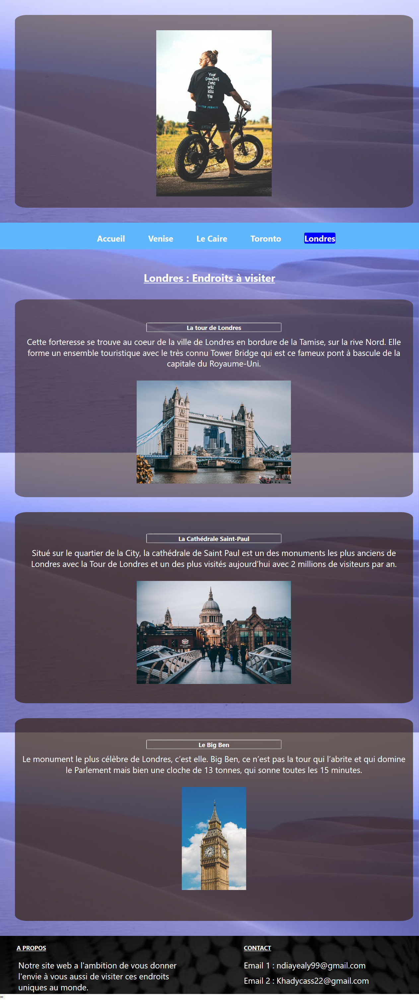 Your
Comfort
Zone
will
Kill
You
Accueil Venise Le Caire Toronto Londres
Londres : Endroits à visiter
La tour de Londres
Cette forteresse se trouve au coeur de la ville de Londres en bordure de la Tamise, sur la rive Nord. Elle
forme un ensemble touristique avec le très connu Tower Bridge qui est ce fameux pont à bascule de la
capitale du Royaume-Uni.
La Cathédrale Saint-Paul
Situé sur le quartier de la City, la cathédrale de Saint Paul est un des monuments les plus anciens de
Londres avec la Tour de Londres et un des plus visités aujourd’hui avec 2 millions de visiteurs par an.
Le Big Ben
Le monument le plus célèbre de Londres, c’est elle. Big Ben, ce n’est pas la tour qui l’abrite et qui domine
le Parlement mais bien une cloche de 13 tonnes, qui sonne toutes les 15 minutes.
A PROPOS
Notre site web a l'ambition de vous donner
l'envie à vous aussi de visiter ces endroits
uniques au monde.
CONTACT
Email 1 : ndiayealy99@gmail.com
Email 2 : Khadycass22@gmail.com
=